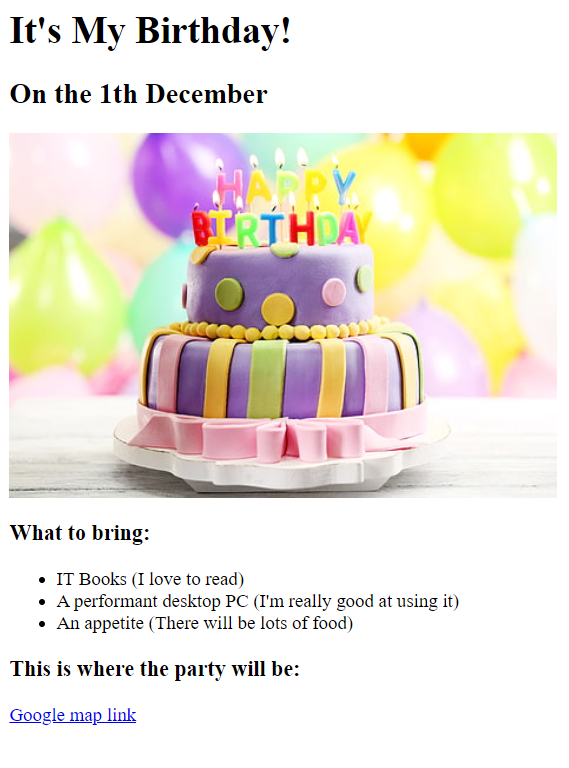 It's My Birthday!
On the 1th December
HAPPY
BIRTHDAY
What to bring:
IT Books (I love to read)
A performant desktop PC (I'm really good at using it)
An appetite (There will be lots of food)
This is where the party will be:
Google map link